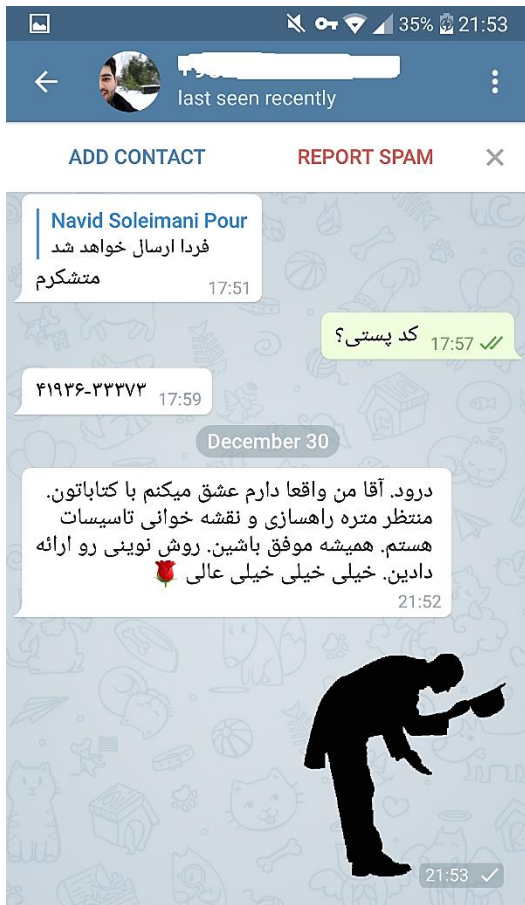 35% 21:53
last seen recently
ADD CONTACT REPORT SPAM
Navid Soleimani Pour
فردا ارسال خواهد شد
متشکرم
17:51
کد پستی؟
17:57
۴۱۹۳۶-۳۳۳۷۳
17:59
December 30
درود. آقا من واقعا دارم عشق میکنم با کتاباتون.
منتظر متره راهسازی و نقشه خوانی تاسیسات
هستم. همیشه موفق باشین. روش نوینی رو ارائه
دادین. خیلی خیلی خیلی عالی 🌹
21:52
21:53